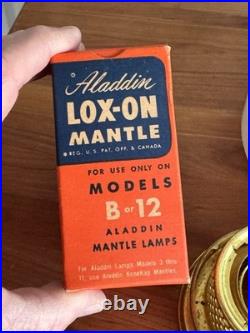 Aladdin
LOX-ON
MANTLE
REG. U. S. PAT. OFF. & CANADA
FOR USE ONLY ON
MODELS
B or 12
ALADDIN
MANTLE LAMPS
For Aladdin Lamps Models 3 thru
11, use Aladdin KoneKap Mantles.